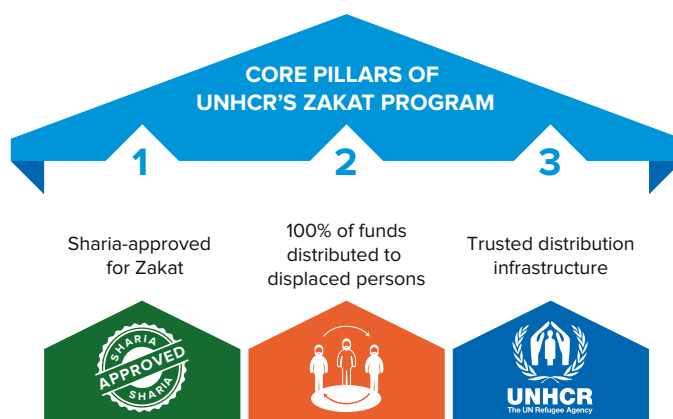 CORE PILLARS OF
UNHCR'S ZAKAT PROGRAM
1
2
3
Sharia-approved
for Zakat
100% of funds
distributed to
displaced persons
Trusted distribution
infrastructure
SHARIA
APPROVED
SHARIA
UNHCR
The UN Refugee Agency